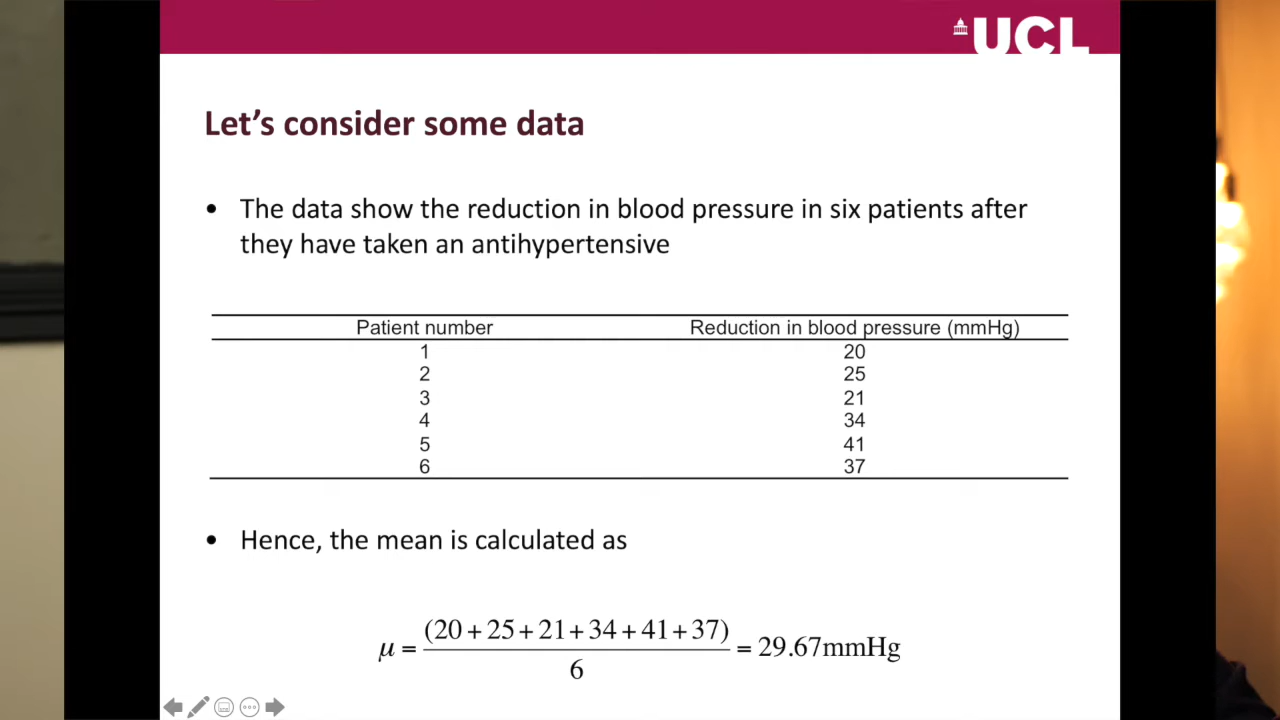 UCL
Let's consider some data
• The data show the reduction in blood pressure in six patients after
they have taken an antihypertensive
Patient number Reduction in blood pressure (mmHg)
1 20
2 25
3 21
4 34
5 41
6 37
• Hence, the mean is calculated as
μ = (20 + 25 + 21 + 34 + 41 + 37) / 6 = 29.67mmHg